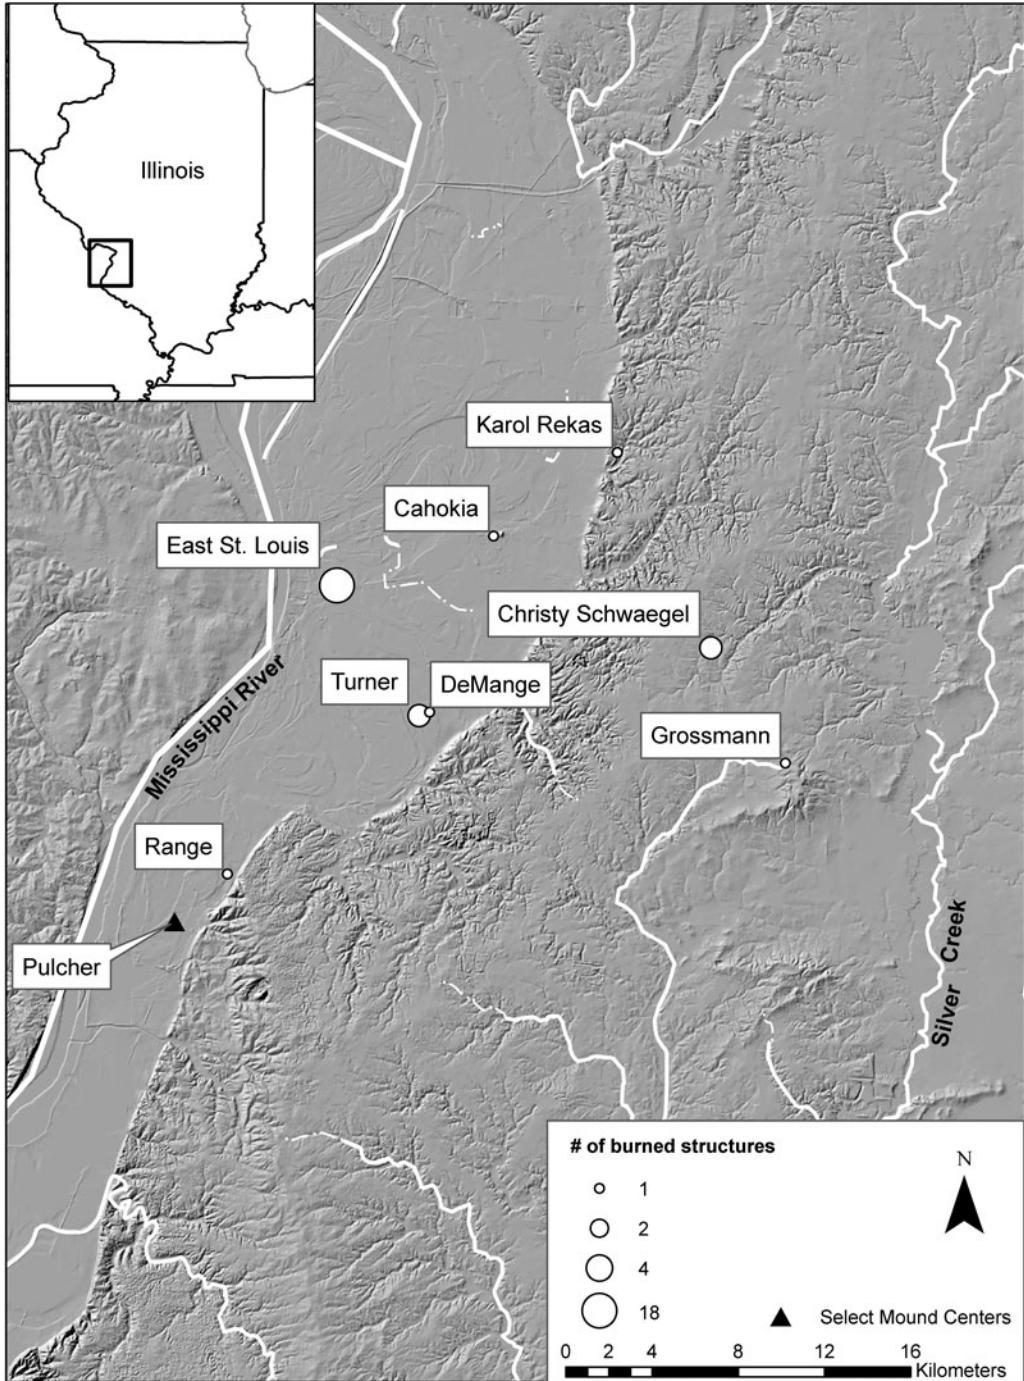 Illinois
Karol Rekas
Cahokia
East St. Louis
Christy Schwaegel
Turner
DeMange
Mississippi River
Grossmann
Range
Pulcher
Silver Creek
# of burned structures
N
1
2
4
18
Select Mound Centers
0 2 4 8 12 16
Kilometers